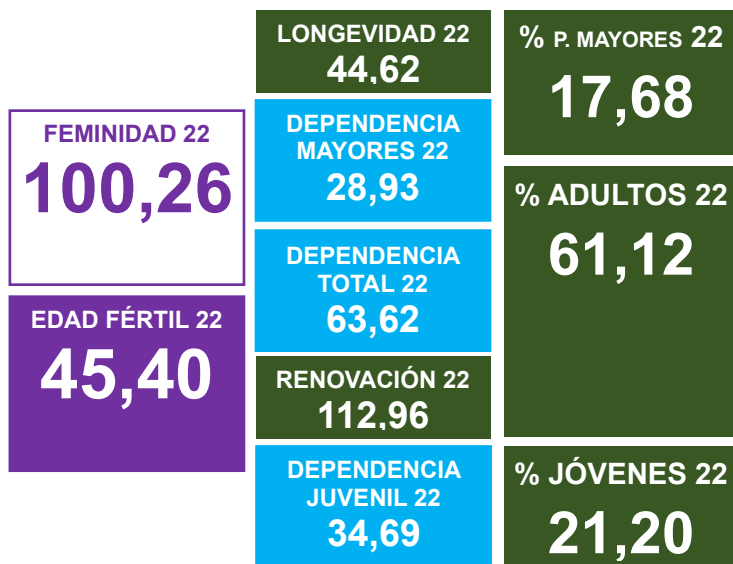 FEMINIDAD 22
100,26
EDAD FÉRTIL 22
45,40
LONGEVIDAD 22
44,62
DEPENDENCIA
MAYORES 22
28,93
DEPENDENCIA
TOTAL 22
63,62
RENOVACIÓN 22
112,96
DEPENDENCIA
JUVENIL 22
34,69
% P. MAYORES 22
17,68
% ADULTOS 22
61,12
% JÓVENES 22
21,20